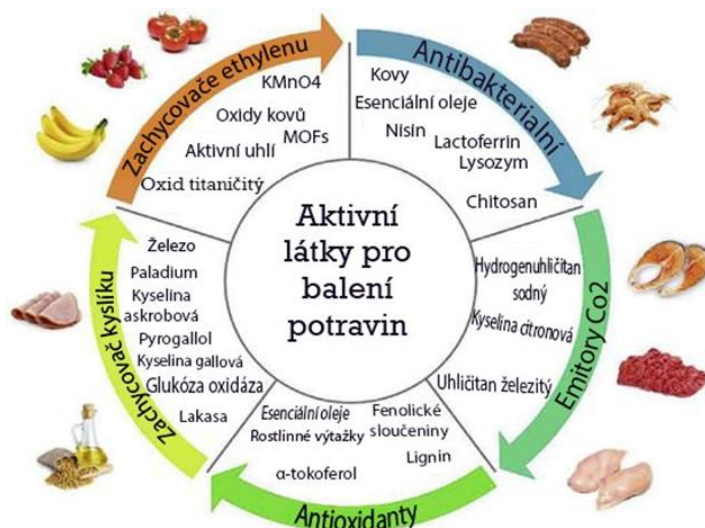 Aktivní
látky pro
balení
potravin
Zachycovače ethylenu
KMnO4
Oxidy kovů
MOFs
Aktivní uhlí
Oxid titaničitý
Antibakterialní
Kovy
Esenciální oleje
Nisin
Lactoferrin
Lysozym
Chitosan
Emitory Co2
Hydrogenuhličitan
sodný
Kyselina citronová
Uhličitan železitý
Antioxidanty
Esenciální oleje
Rostlinné výtažky
Fenolické
sloučeniny
Lignin
α-tokoferol
Zachycovač kyslíku
Železo
Paladium
Kyselina
askrobová
Pyrogallol
Kyselina gallová
Glukóza oxidáza
Lakasa